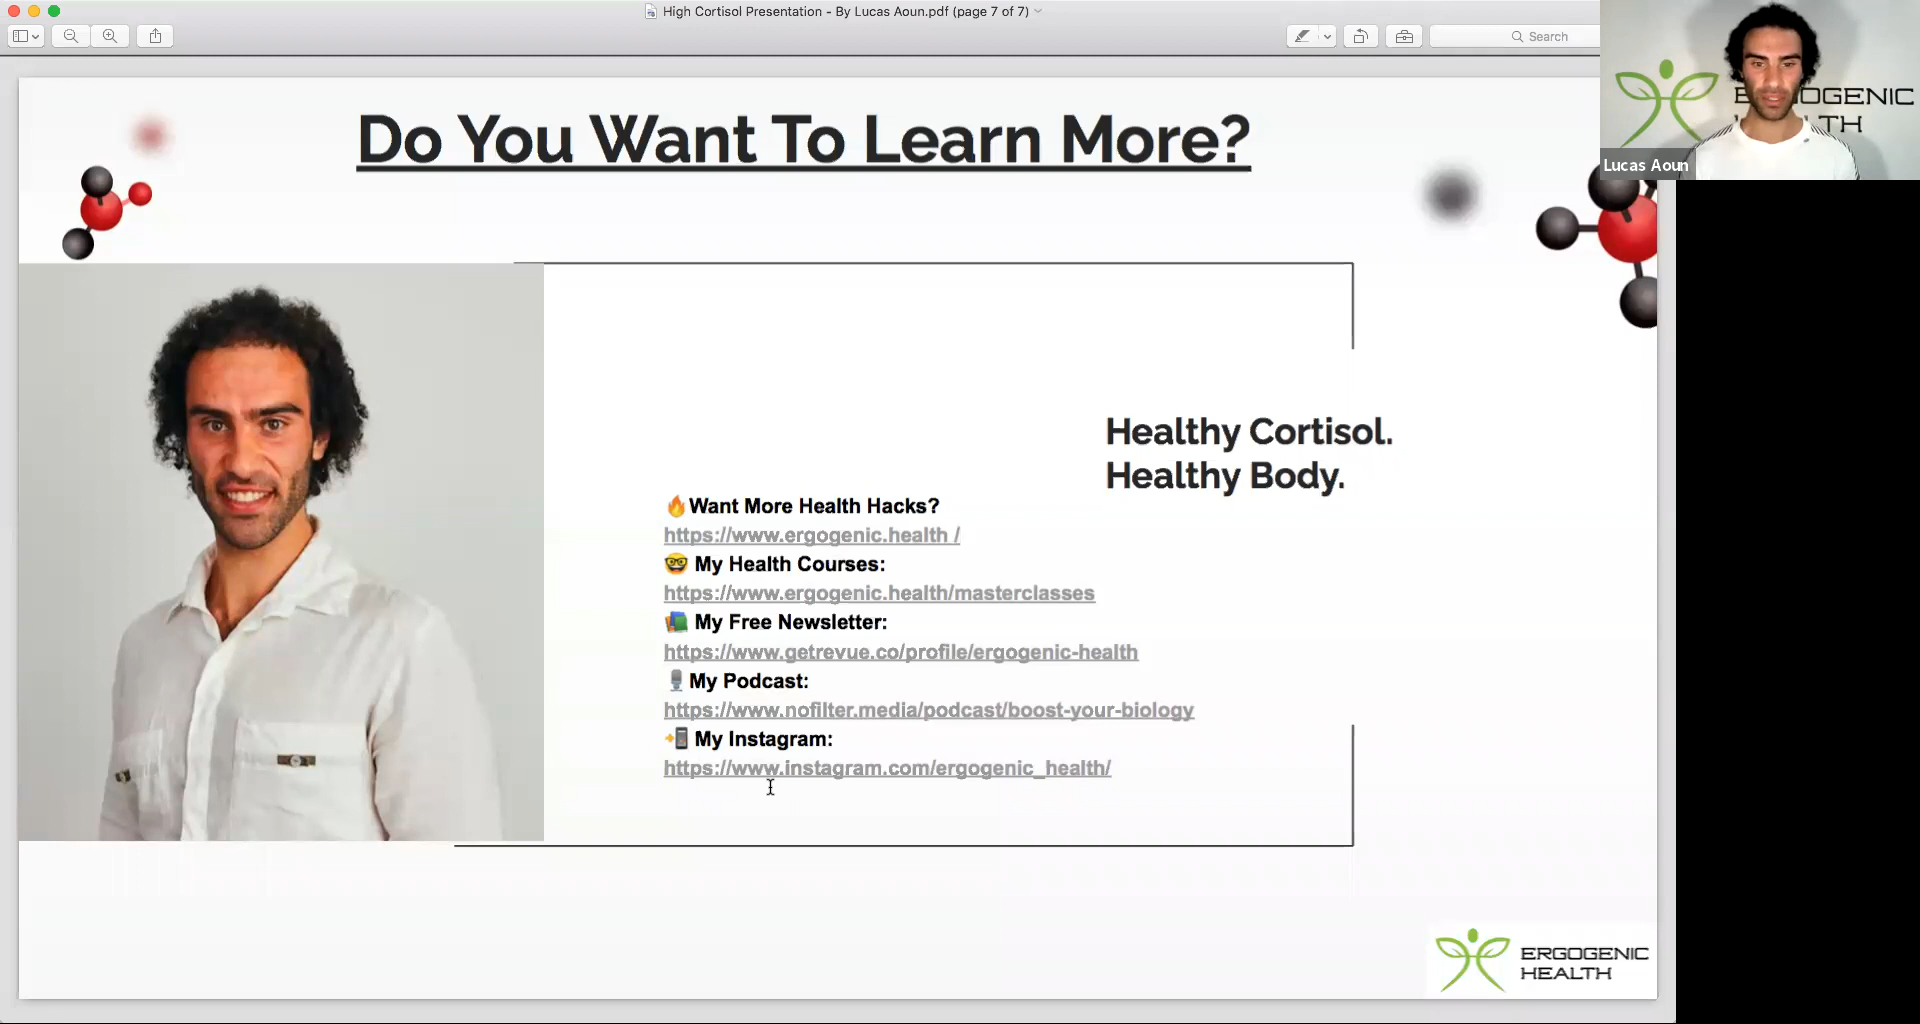 High Cortisol Presentation - By Lucas Aoun.pdf (page 7 of 7)
Search
ERGOGENIC
Lucas Aoun
Do You Want To Learn More?
Healthy Cortisol.
Healthy Body.
🔥Want More Health Hacks?
https://www.ergogenic.health /
🤓 My Health Courses:
https://www.ergogenic.health/masterclasses
📚 My Free Newsletter:
https://www.getrevue.co/profile/ergogenic-health
🎙️My Podcast:
https://www.nofilter.media/podcast/boost-your-biology
📲 My Instagram:
https://www.instagram.com/ergogenic_health/
ERGOGENIC
HEALTH